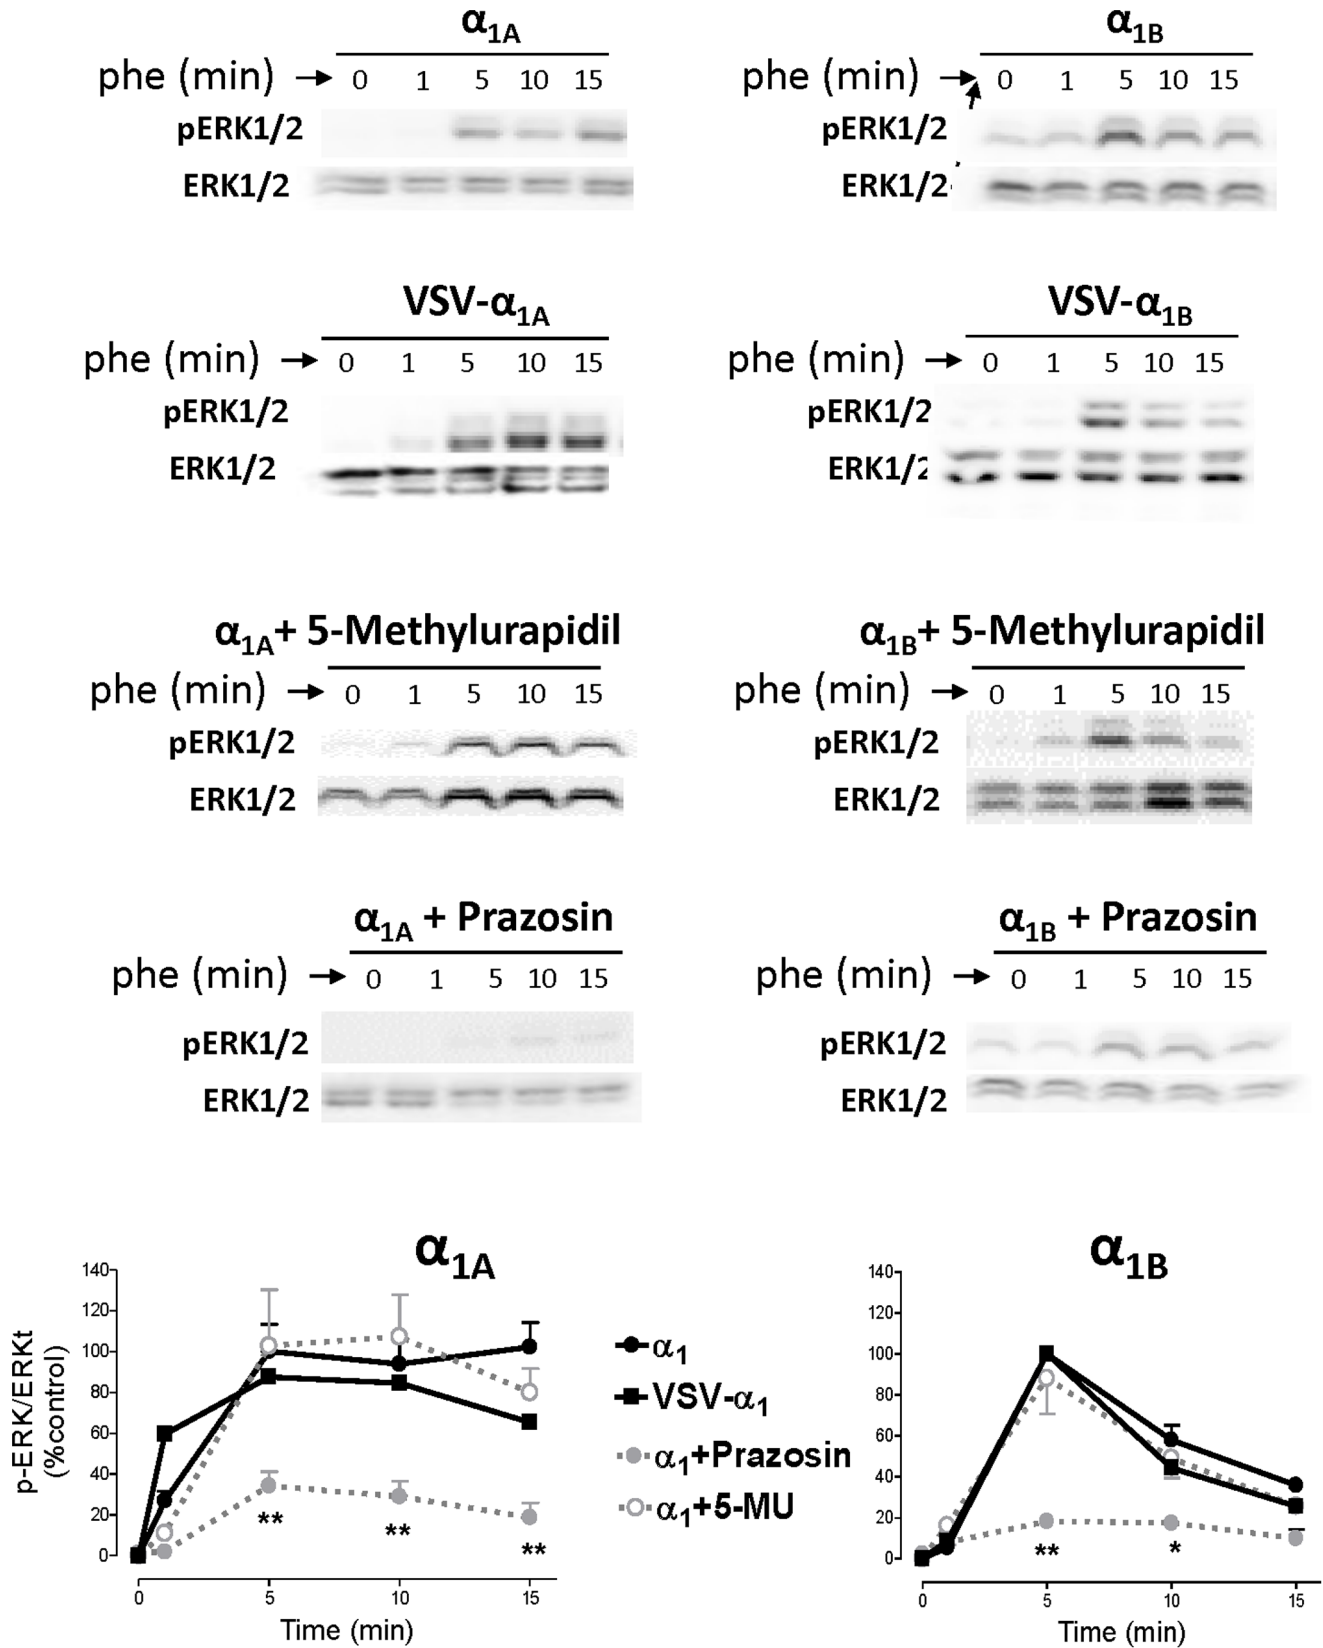 α1A
phe (min) → 0 1 5 10 15
pERK1/2
ERK1/2
α1B
phe (min) → 0 1 5 10 15
pERK1/2
ERK1/2
VSV-α1A
phe (min) → 0 1 5 10 15
pERK1/2
ERK1/2
VSV-α1B
phe (min) → 0 1 5 10 15
pERK1/2
ERK1/2
α1A+ 5-Methylurapidil
phe (min) → 0 1 5 10 15
pERK1/2
ERK1/2
α1B+ 5-Methylurapidil
phe (min) → 0 1 5 10 15
pERK1/2
ERK1/2
α1A + Prazosin
phe (min) → 0 1 5 10 15
pERK1/2
ERK1/2
α1B + Prazosin
phe (min) → 0 1 5 10 15
pERK1/2
ERK1/2
α1A
p-ERK/ERKt
(%control)
140
120
100
80
60
40
20
0
** ** **
0 5 10 15
Time (min)
α1
VSV-α1
α1+Prazosin
α1+5-MU
α1B
140
120
100
80
60
40
20
0
** *
0 5 10 15
Time (min)